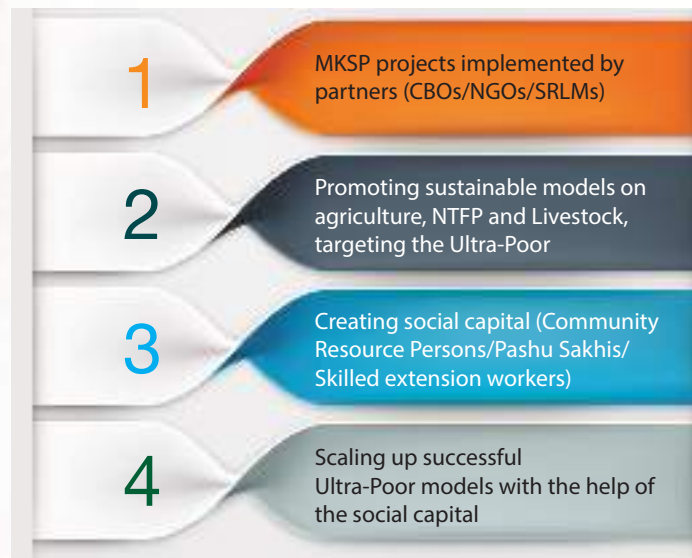 1
MKSP projects implemented by
partners (CBOs/NGOs/SRLMs)
2
Promoting sustainable models on
agriculture, NTFP and Livestock,
targeting the Ultra-Poor
3
Creating social capital (Community
Resource Persons/Pashu Sakhis/
Skilled extension workers)
4
Scaling up successful
Ultra-Poor models with the help of
the social capital